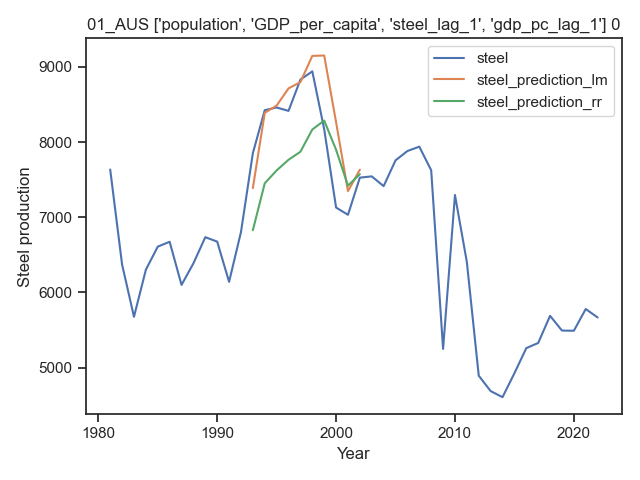 01_AUS ['population', 'GDP_per_capita', 'steel_lag_1', 'gdp_pc_lag_1'] 0
steel
steel_prediction_lm
steel_prediction_rr
Steel production
9000
8000
7000
6000
5000
1980
1990
2000
2010
2020
Year